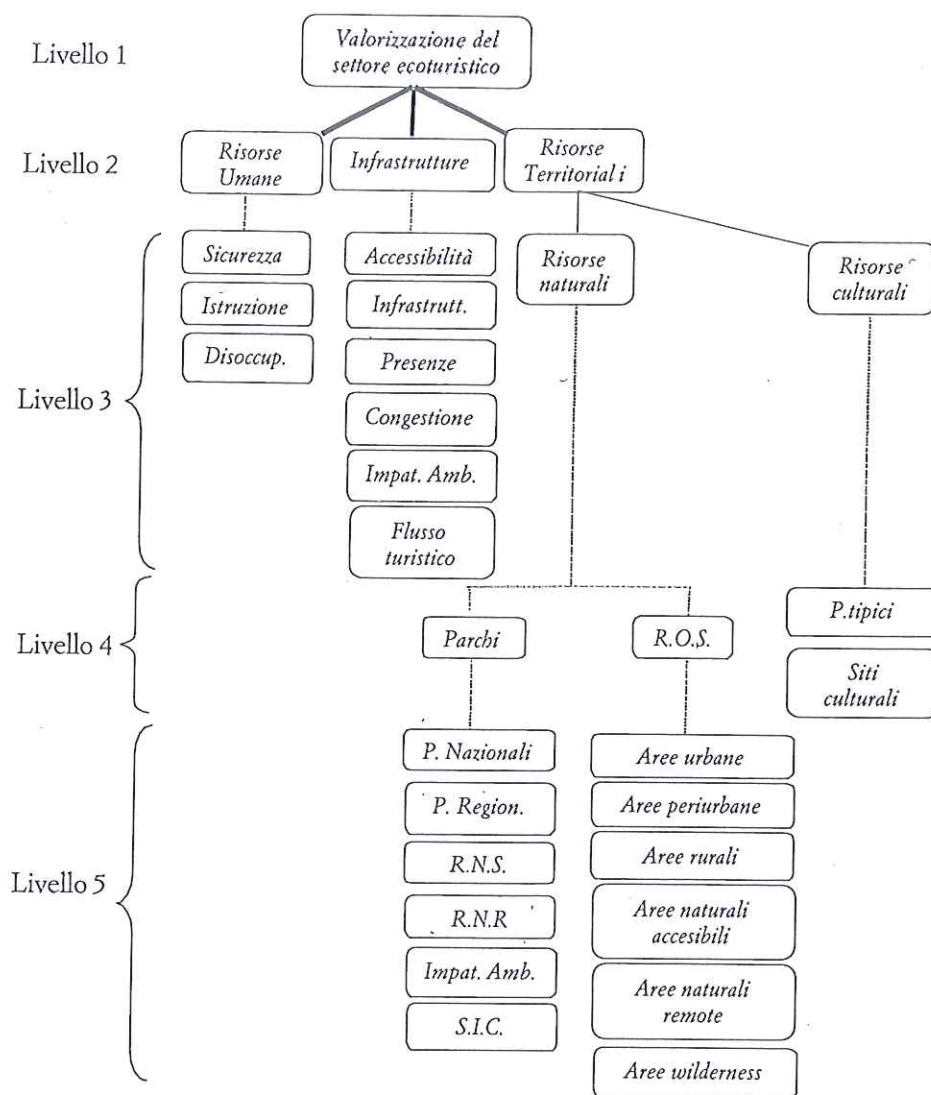 Livello 1
Valorizzazione del
settore ecoturistico
Livello 2
Risorse
Umane
Infrastrutture
Risorse
Territorial i
Livello 3
Sicurezza
Istruzione
Disoccup.
Accessibilità
Infrastrutt.
Presenze
Congestione
Impat. Amb.
Flusso
turistico
Risorse
naturali
Risorse
culturali
Livello 4
Parchi
R.O.S.
P.tipici
Siti
culturali
Livello 5
P. Nazionali
P. Region.
R.N.S.
R.N.R
Impat. Amb.
S.I.C.
Aree urbane
Aree periurbane
Aree rurali
Aree naturali
accesibili
Aree naturali
remote
Aree wilderness